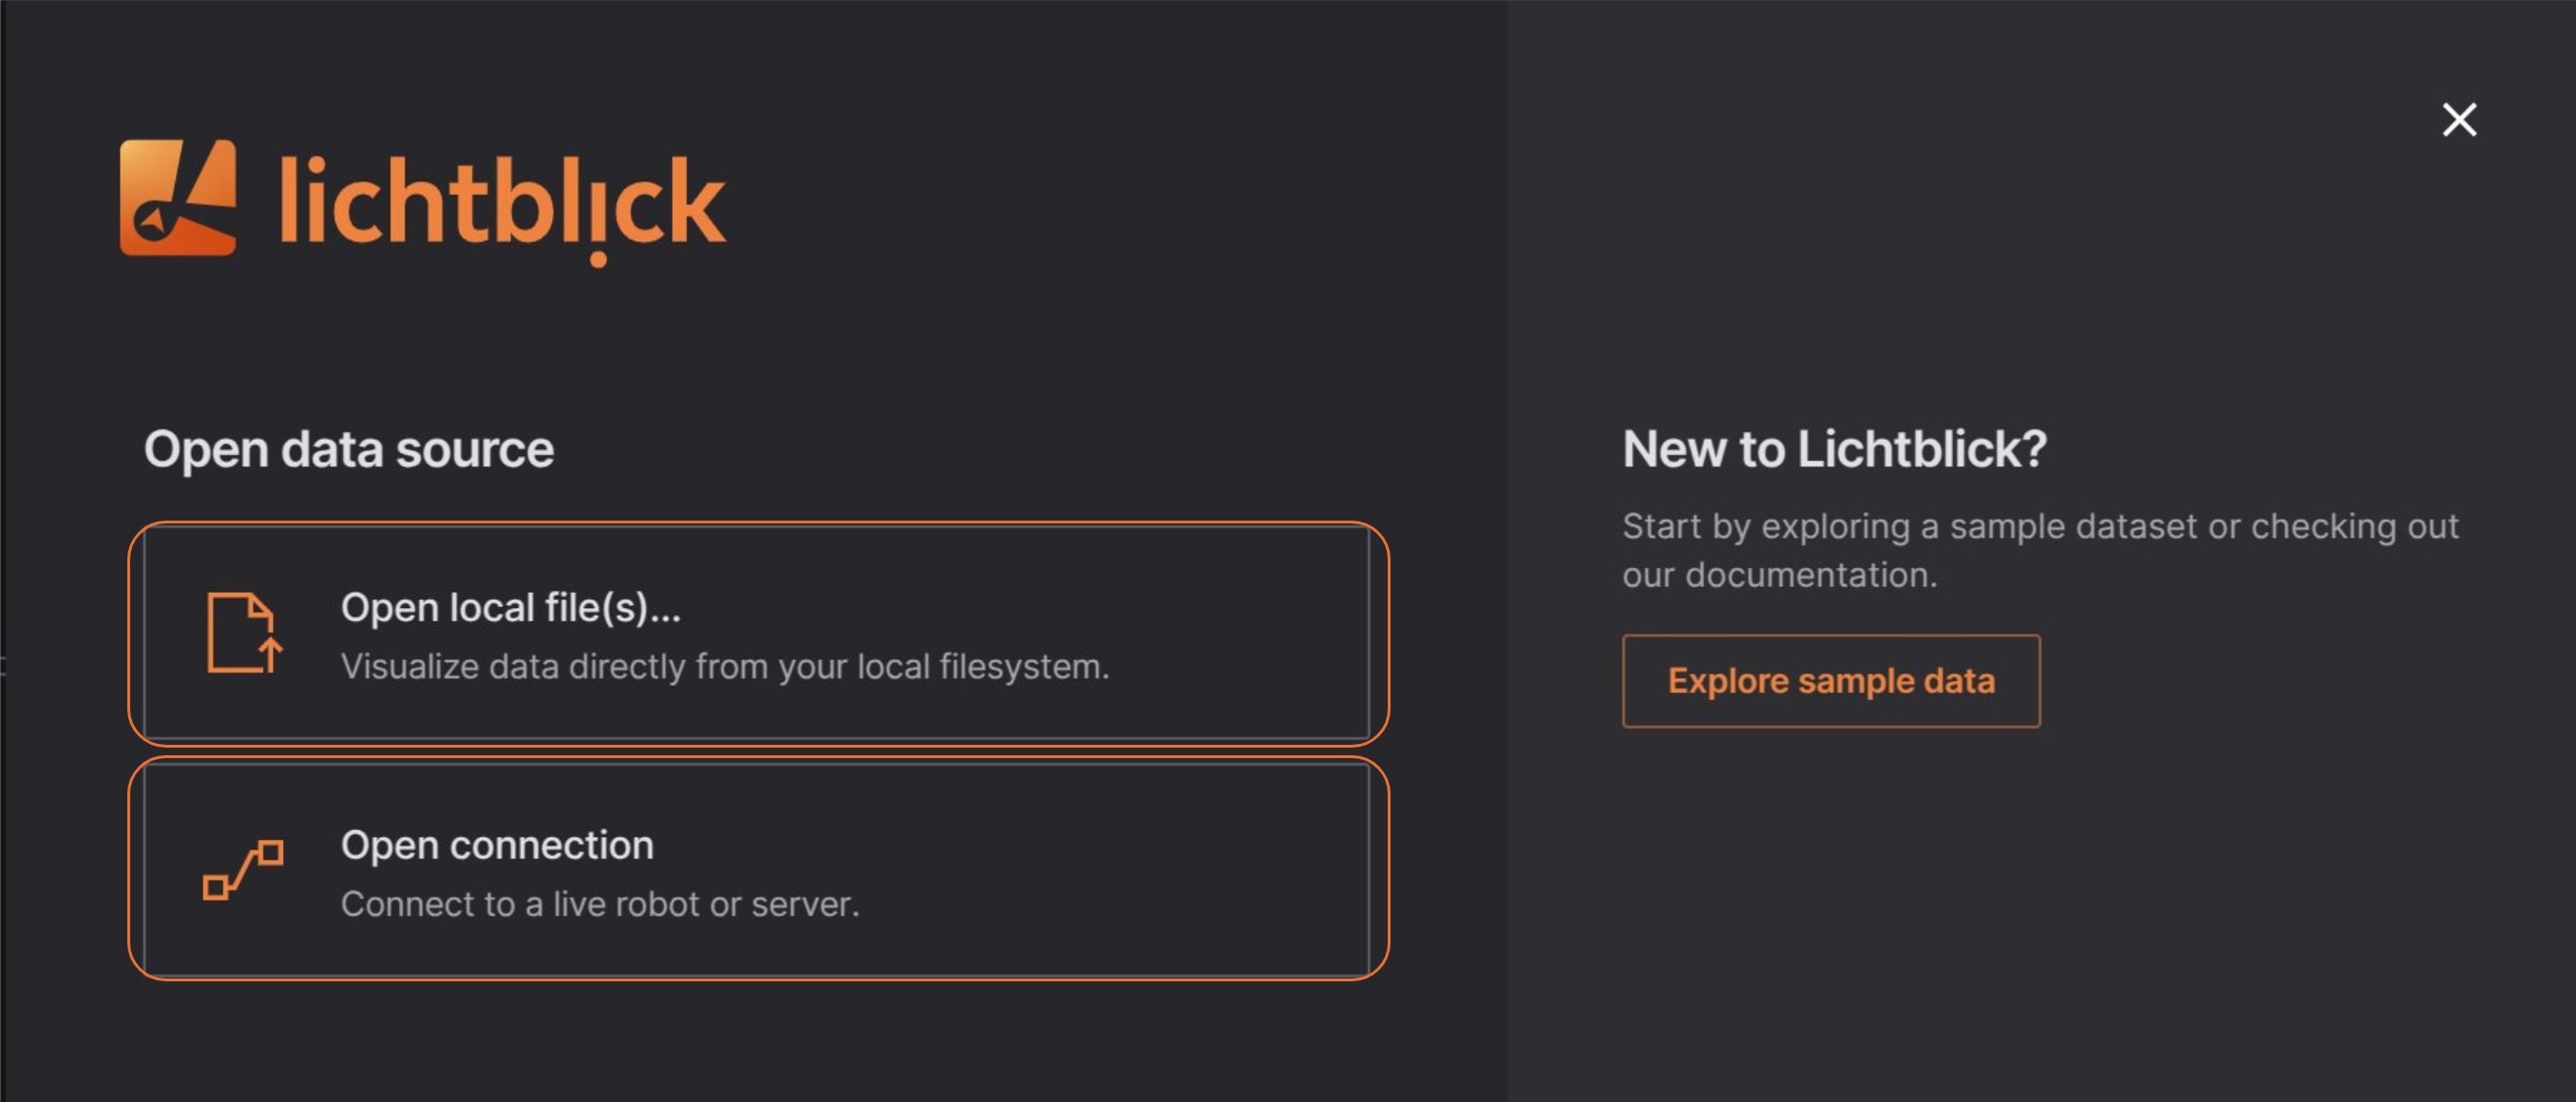 lichtblick
Open data source
Open local file(s)...
Visualize data directly from your local filesystem.
Open connection
Connect to a live robot or server.
New to Lichtblick?
Start by exploring a sample dataset or checking out
our documentation.
Explore sample data